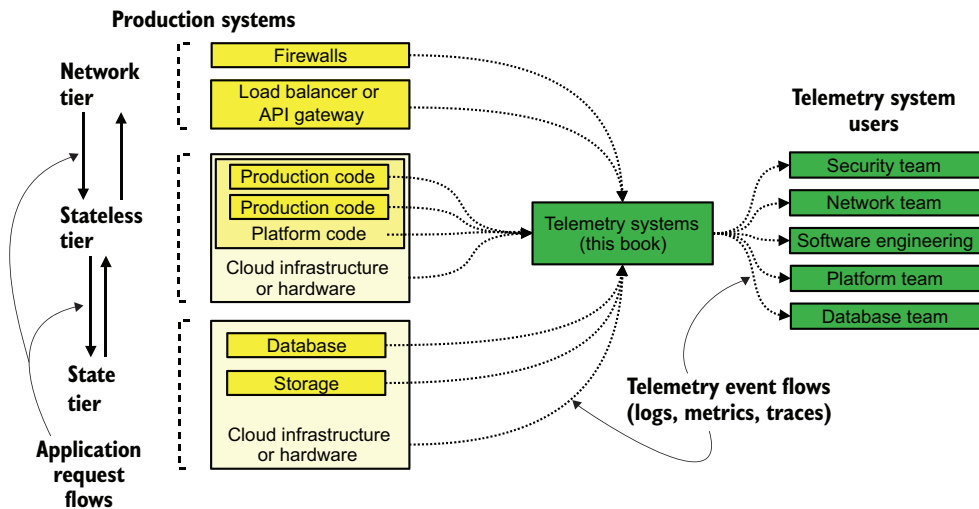 Production systems
Network
tier
Stateless
tier
State
tier
Application
request
flows
Firewalls
Load balancer or
API gateway
Production code
Production code
Platform code
Cloud infrastructure
or hardware
Database
Storage
Cloud infrastructure
or hardware
Telemetry systems
(this book)
Telemetry system
users
Security team
Network team
Software engineering
Platform team
Database team
Telemetry event flows
(logs, metrics, traces)